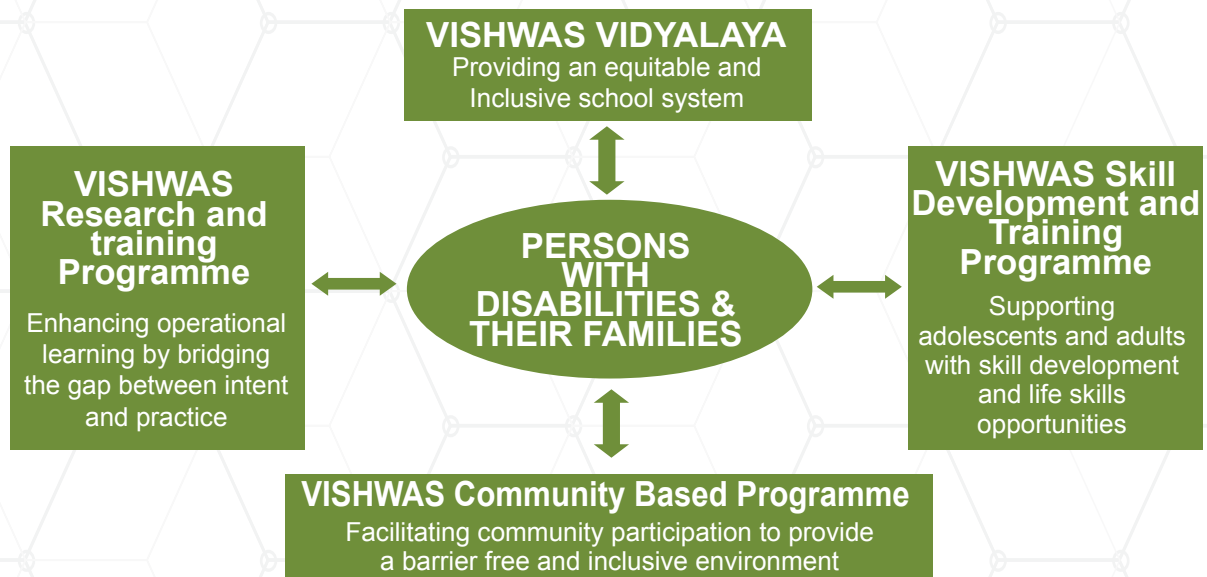 VISHWAS VIDYALAYA
Providing an equitable and
Inclusive school system
VISHWAS
Research and
training
Programme
Enhancing operational
learning by bridging
the gap between intent
and practice
PERSONS
WITH
DISABILITIES &
THEIR FAMILIES
VISHWAS Skill
Development and
Training
Programme
Supporting
adolescents and adults
with skill development
and life skills
opportunities
VISHWAS Community Based Programme
Facilitating community participation to provide
a barrier free and inclusive environment